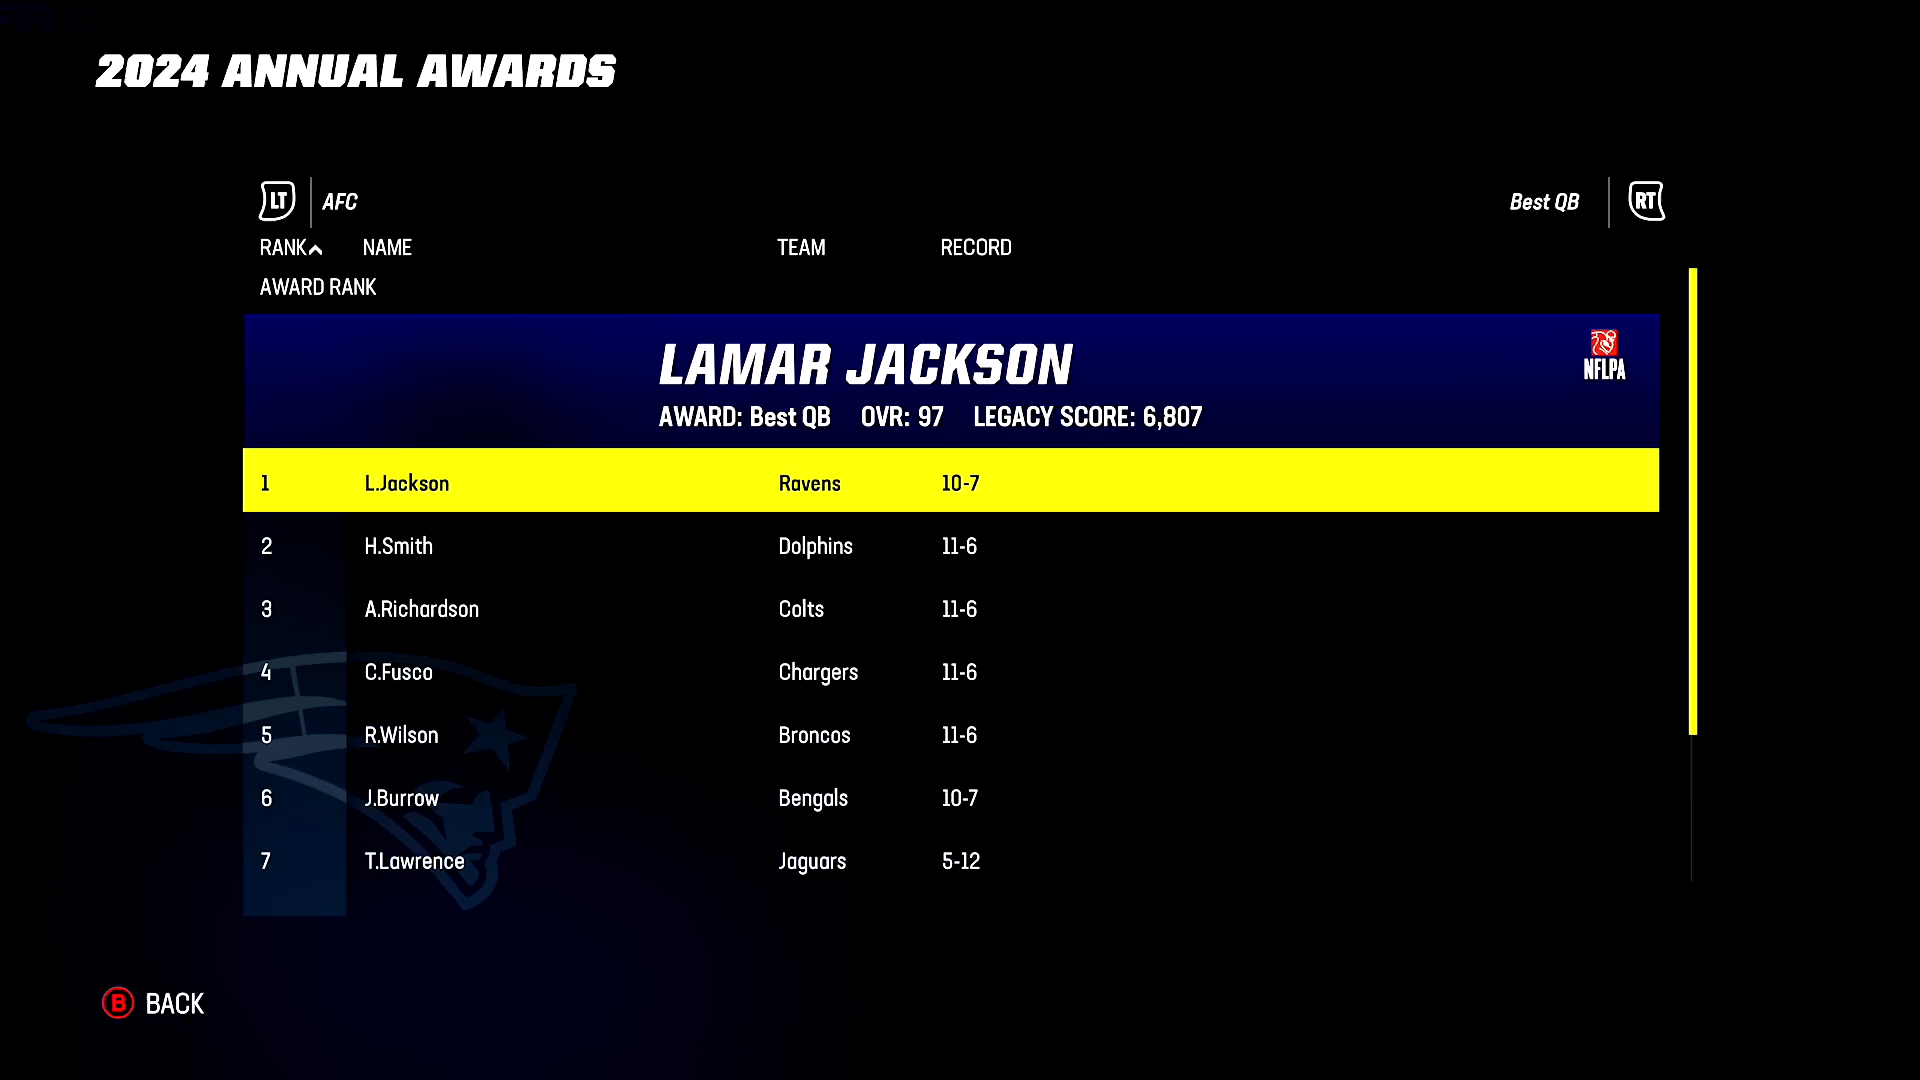 2024 ANNUAL AWARDS
LT AFC Best QB RT
RANK NAME TEAM RECORD
AWARD RANK
LAMAR JACKSON
NFLPA
AWARD: Best QB OVR: 97 LEGACY SCORE: 6,807
1 L.Jackson Ravens 10-7
2 H.Smith Dolphins 11-6
3 A.Richardson Colts 11-6
4 C.Fusco Chargers 11-6
5 R.Wilson Broncos 11-6
6 J.Burrow Bengals 10-7
7 T.Lawrence Jaguars 5-12
B BACK